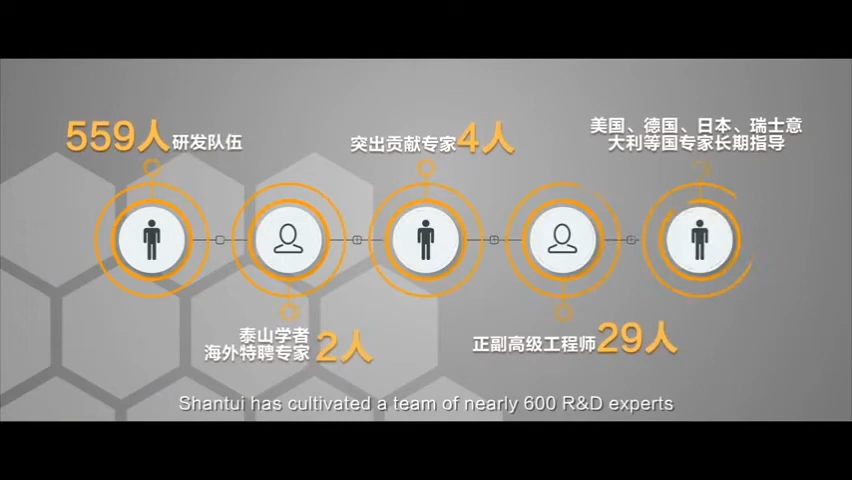 559人 研发队伍
突出贡献专家 4人
美国、德国、日本、瑞士意
大利等国专家长期指导
泰山学者
海外特聘专家 2人
正副高级工程师 29人
Shantui has cultivated a team of nearly 600 R&D experts